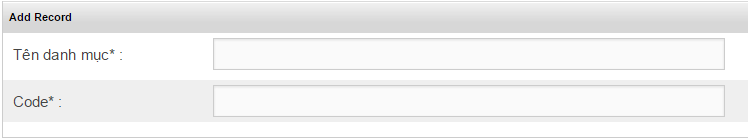 Add Record
Tên danh mục* :
Code* :